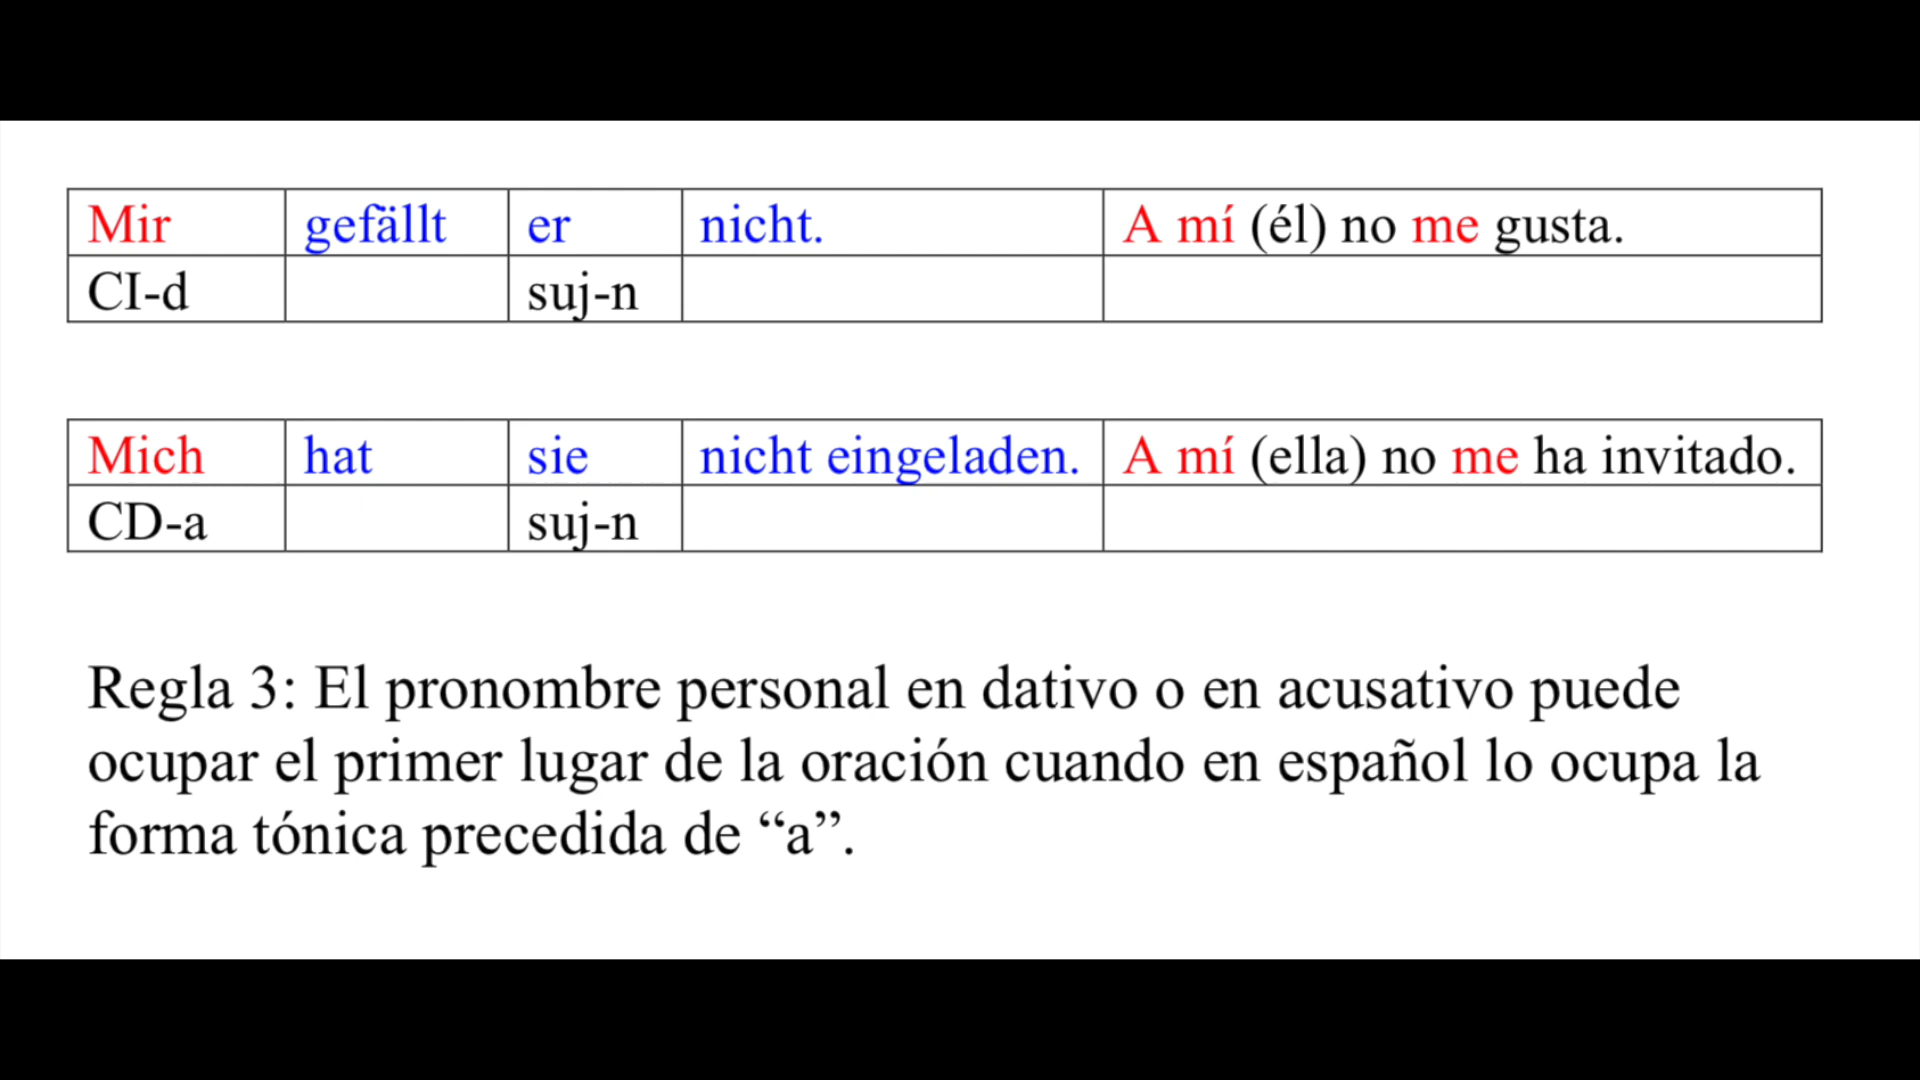 Mir gefällt er nicht. A mí (él) no me gusta.
CI-d suj-n
Mich hat sie nicht eingeladen. A mí (ella) no me ha invitado.
CD-a suj-n
Regla 3: El pronombre personal en dativo o en acusativo puede
ocupar el primer lugar de la oración cuando en español lo ocupa la
forma tónica precedida de “a”.